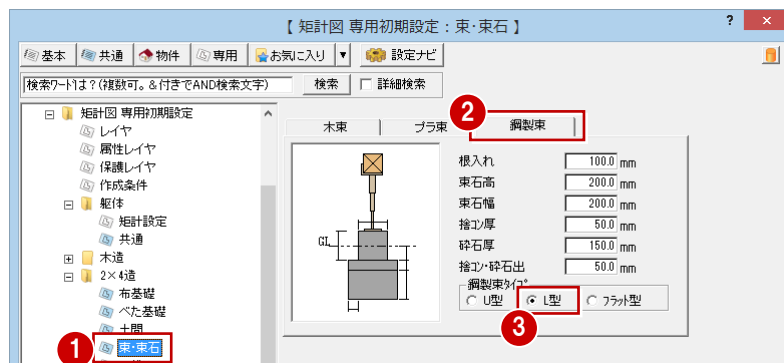 【 矩計図 専用初期設定：束・束石 】
? ×
基本 共通 物件 専用 お気に入り ▼ 設定ナビ
検索ワードは？(複数可。&付きでAND検索文字) 検索 詳細検索
矩計図 専用初期設定
レイヤ
属性レイヤ
保護レイヤ
作成条件
躯体
矩計設定
共通
木造
2×4造
布基礎
べた基礎
土間
1
束・束石
2
木束 プラ束 鋼製束
GL
根入れ 100.0 mm
束石高 200.0 mm
束石幅 200.0 mm
捨コン厚 50.0 mm
砕石厚 150.0 mm
捨コン・砕石出 50.0 mm
鋼製束タイプ
U型 L型 フラット型
3